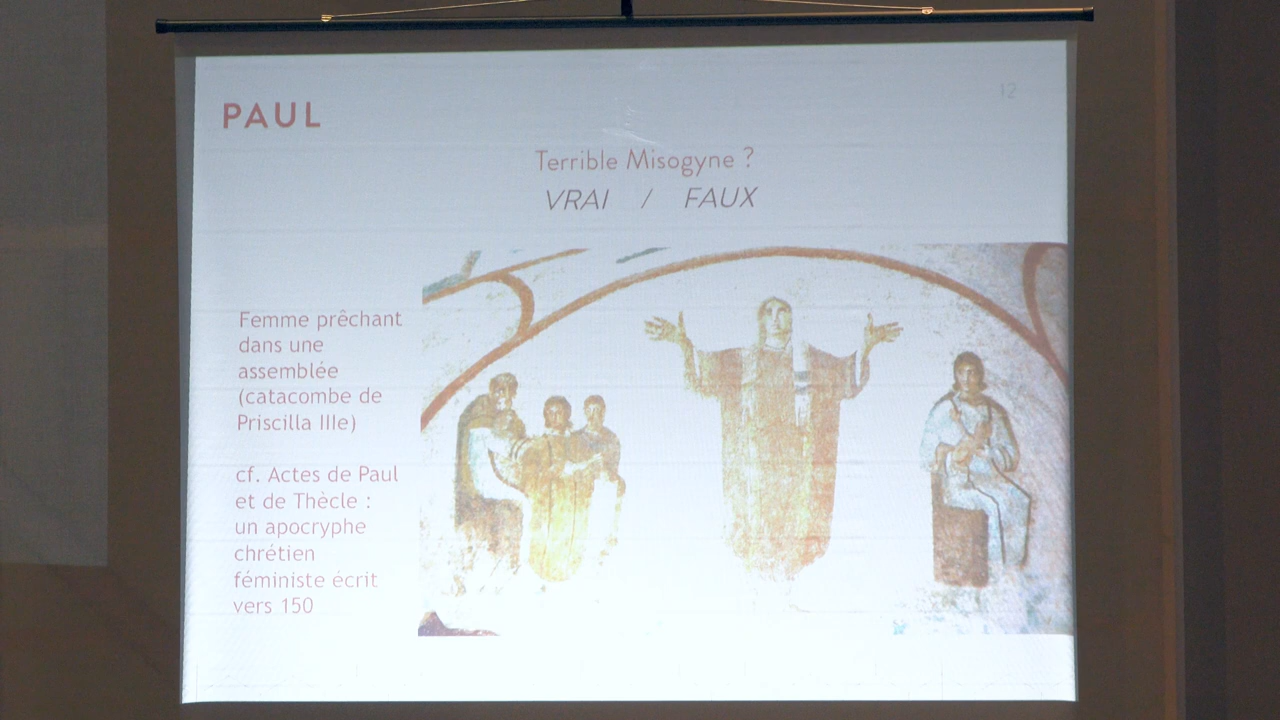 12
PAUL
Terrible Misogyne ?
VRAI / FAUX
Femme prêchant
dans une
assemblée
(catacombe de
Priscilla IIIe)
cf. Actes de Paul
et de Thècle :
un apocryphe
chrétien
féministe écrit
vers 150